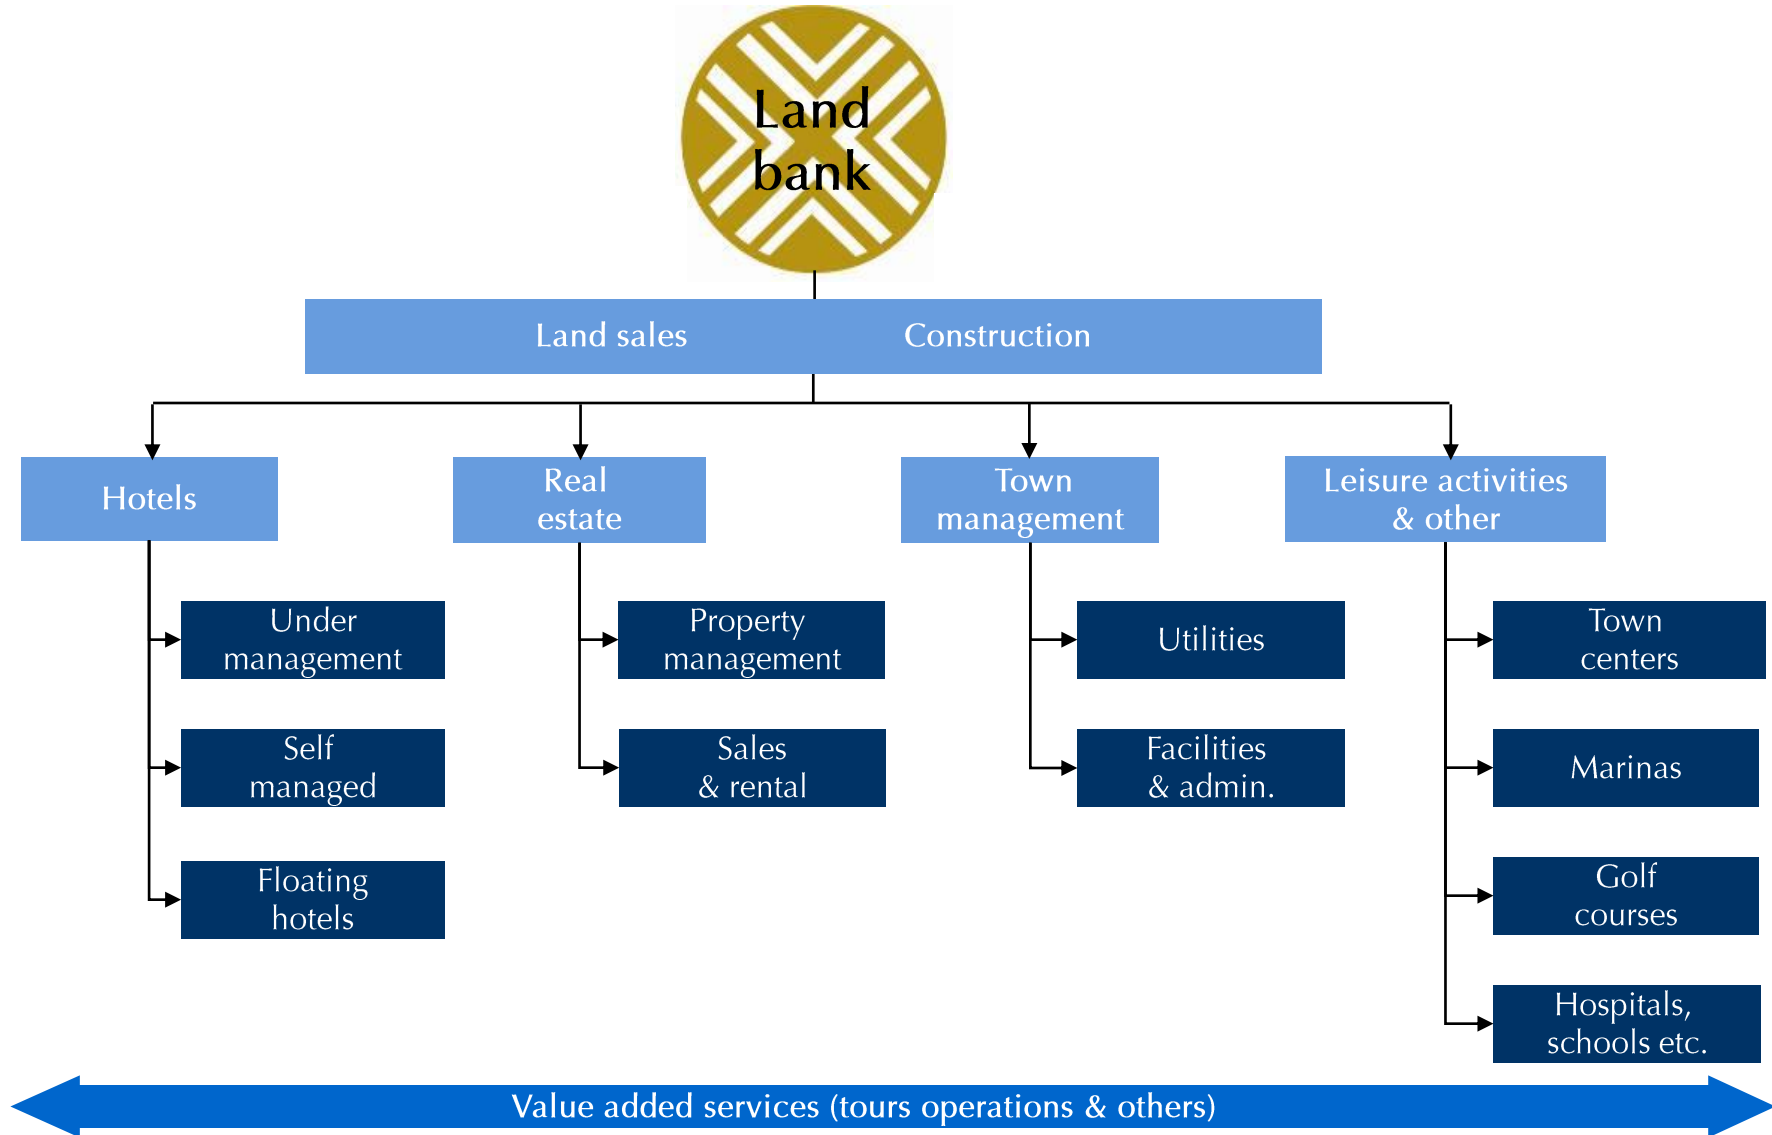 Land
bank
Land sales
Construction
Hotels
Real
estate
Town
management
Leisure activities
& other
Under
management
Self
managed
Floating
hotels
Property
management
Sales
& rental
Utilities
Facilities
& admin.
Town
centers
Marinas
Golf
courses
Hospitals,
schools etc.
Value added services (tours operations & others)